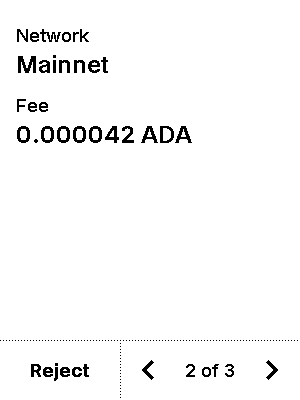 Network
Mainnet
Fee
0.000042 ADA
Reject
2 of 3